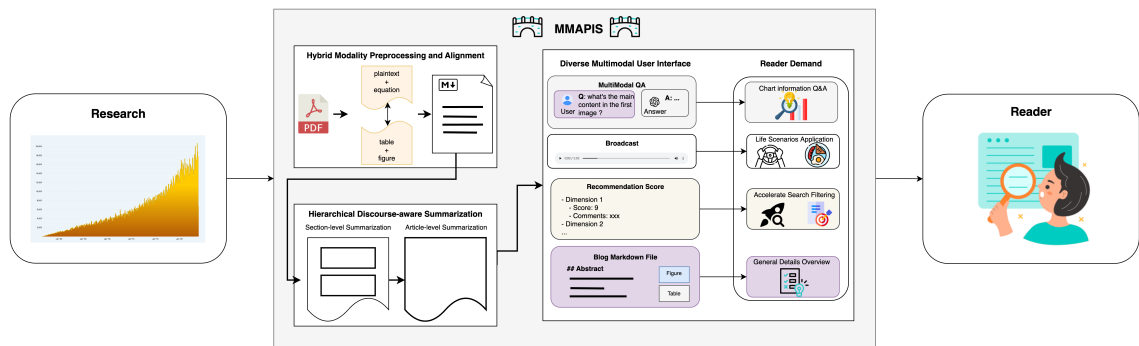 MMAPIS
Research
Hybrid Modality Preprocessing and Alignment
PDF
plaintext
+
equation
table
+
figure
M
Hierarchical Discourse-aware Summarization
Section-level Summarization
Article-level Summarization
Diverse Multimodal User Interface
MultiModal QA
User
Q: what's the main
content in the first
image ?
A: ...
Answer
Broadcast
Recommendation Score
- Dimension 1
- Score: 9
- Comments: xxx
- Dimension 2
...
Blog Markdown File
## Abstract
Figure
Table
Reader Demand
Chart information Q&A
Life Scenarios Application
Accelerate Search Filtering
General Details Overview
Reader